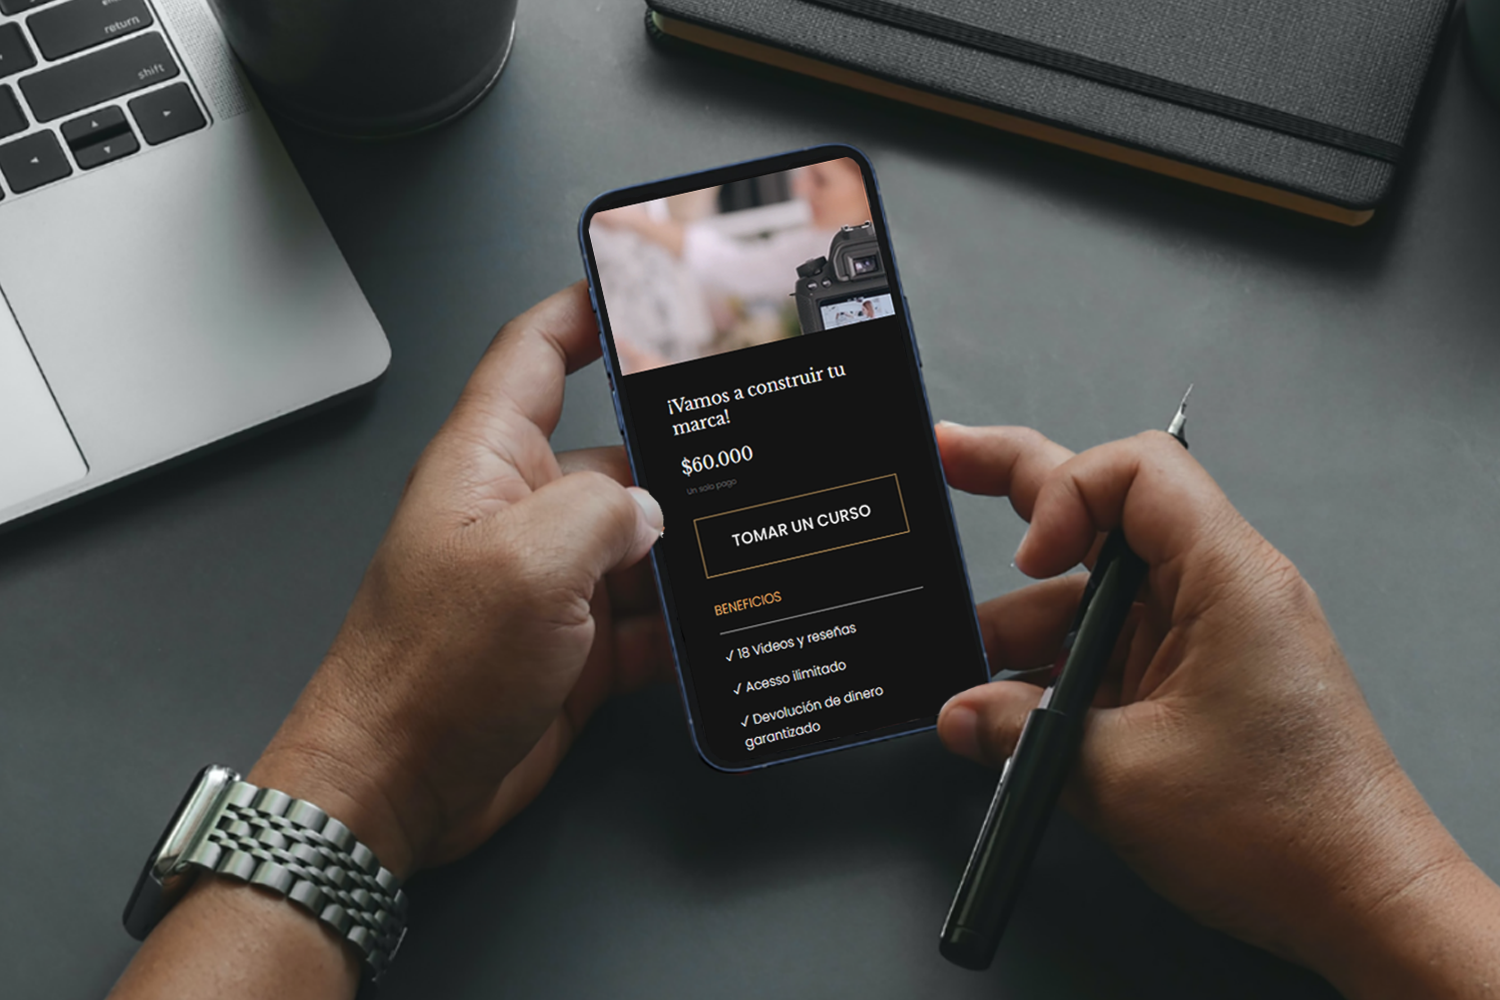 return
shift
¡Vamos a construir tu
marca!
$60.000
Un solo pago
TOMAR UN CURSO
BENEFICIOS
✓ 18 Videos y reseñas
✓ Acesso ilimitado
✓ Devolución de dinero
garantizado